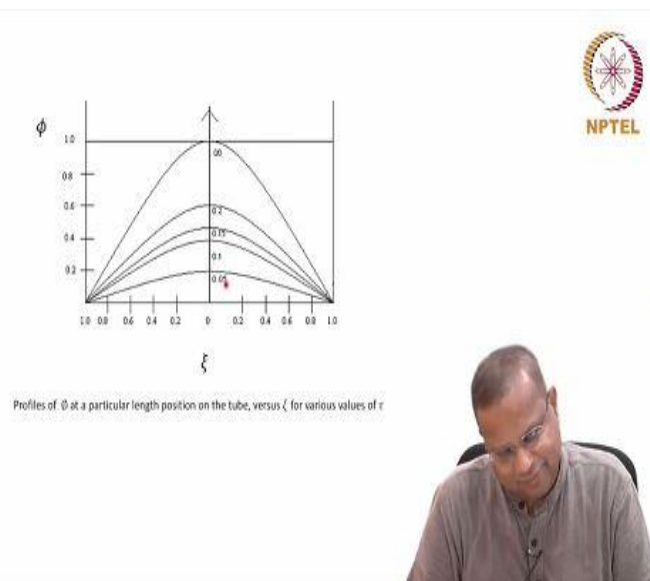 NPTEL
ϕ
1.0
∞
0.8
0.6
0.2
0.15
0.4
0.1
0.2
0.05
1.0 0.8 0.6 0.4 0.2 0 0.2 0.4 0.6 0.8 1.0
ξ
Profiles of ∅ at a particular length position on the tube, versus ζ for various values of τ